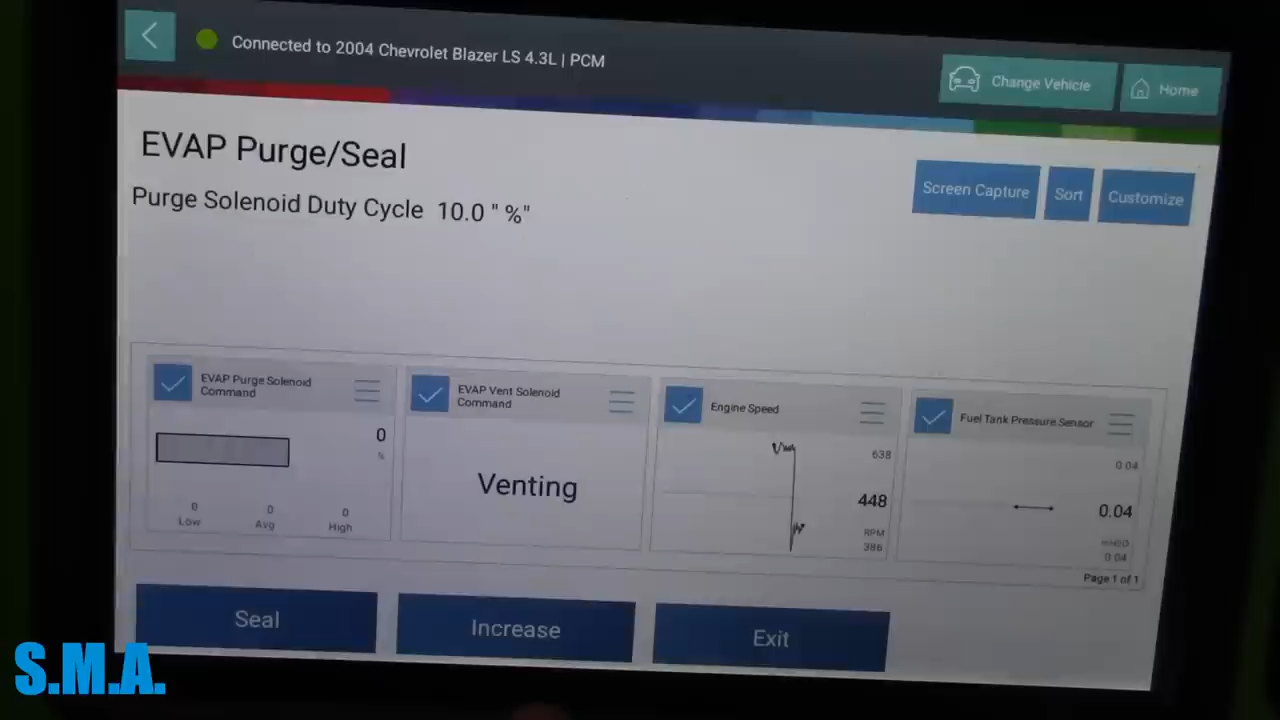 Connected to 2004 Chevrolet Blazer LS 4.3L | PCM
Change Vehicle
Home
EVAP Purge/Seal
Purge Solenoid Duty Cycle 10.0 " %"
Screen Capture
Sort
Customize
EVAP Purge Solenoid
Command
0
%
0
0
0
Low
Avg
High
EVAP Vent Solenoid
Command
Venting
Engine Speed
638
448
RPM
386
Fuel Tank Pressure Sensor
0.04
0.04
inH2O
0.04
Page 1 of 1
Seal
Increase
Exit
S.M.A.